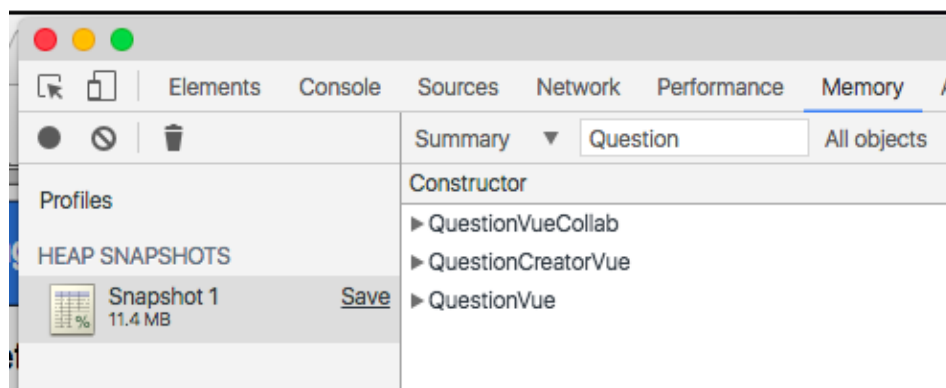 Elements Console Sources Network Performance Memory
Summary ▼ Question All objects
Profiles
HEAP SNAPSHOTS
Snapshot 1 Save
11.4 MB
Constructor
▶ QuestionVueCollab
▶ QuestionCreatorVue
▶ QuestionVue